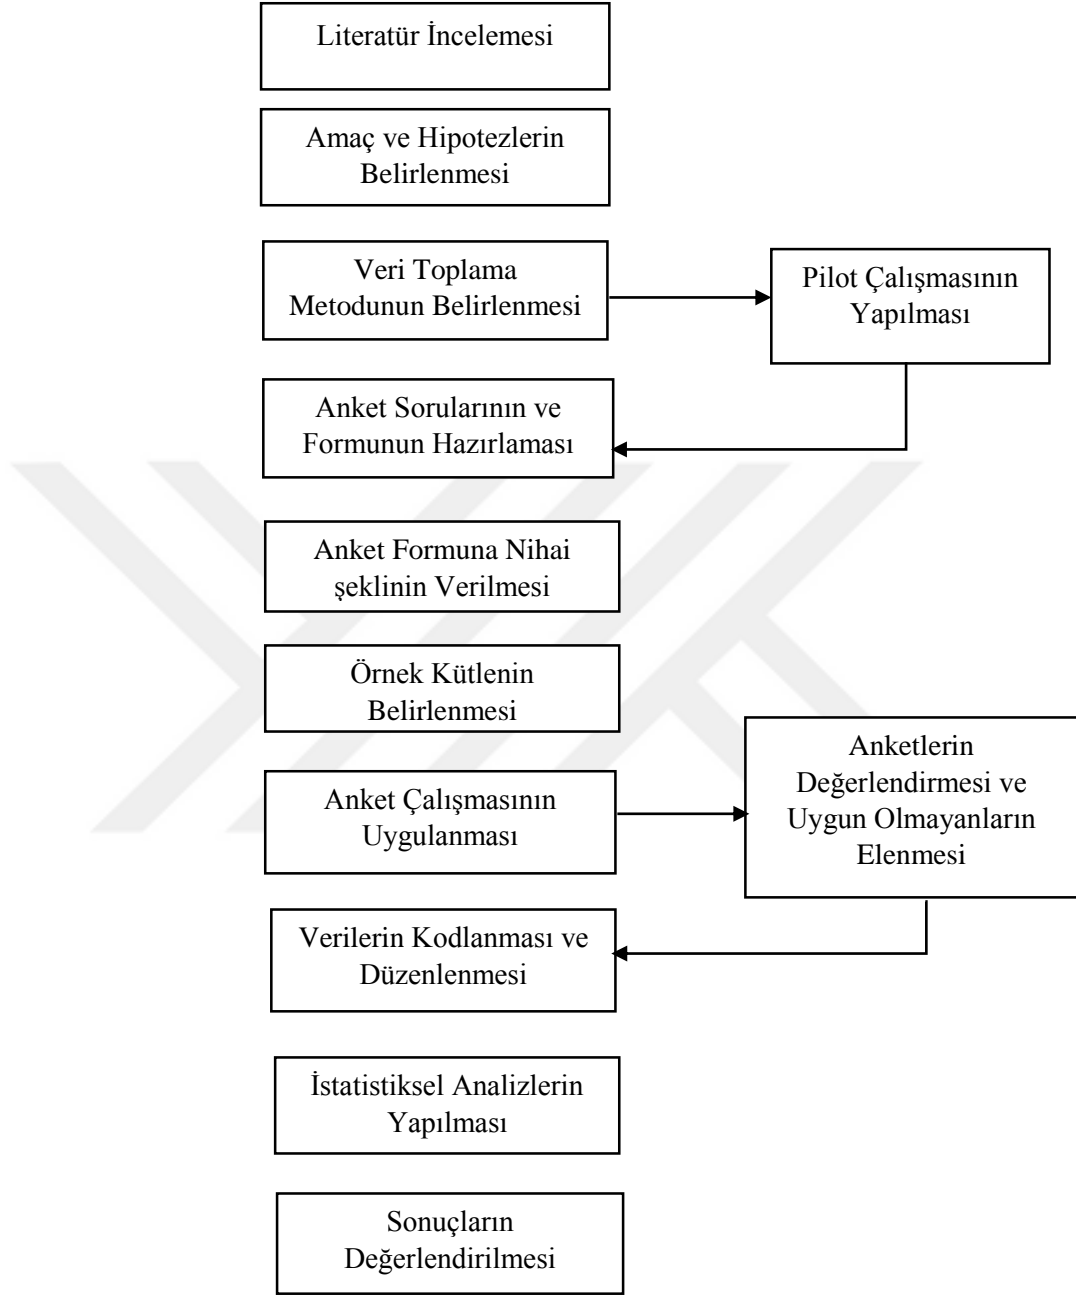 Literatür İncelemesi
Amaç ve Hipotezlerin
Belirlenmesi
Veri Toplama
Metodunun Belirlenmesi
Pilot Çalışmasının
Yapılması
Anket Sorularının ve
Formunun Hazırlaması
Anket Formuna Nihai
şeklinin Verilmesi
Örnek Kütlenin
Belirlenmesi
Anket Çalışmasının
Uygulanması
Anketlerin
Değerlendirmesi ve
Uygun Olmayanların
Elenmesi
Verilerin Kodlanması ve
Düzenlenmesi
İstatistiksel Analizlerin
Yapılması
Sonuçların
Değerlendirilmesi